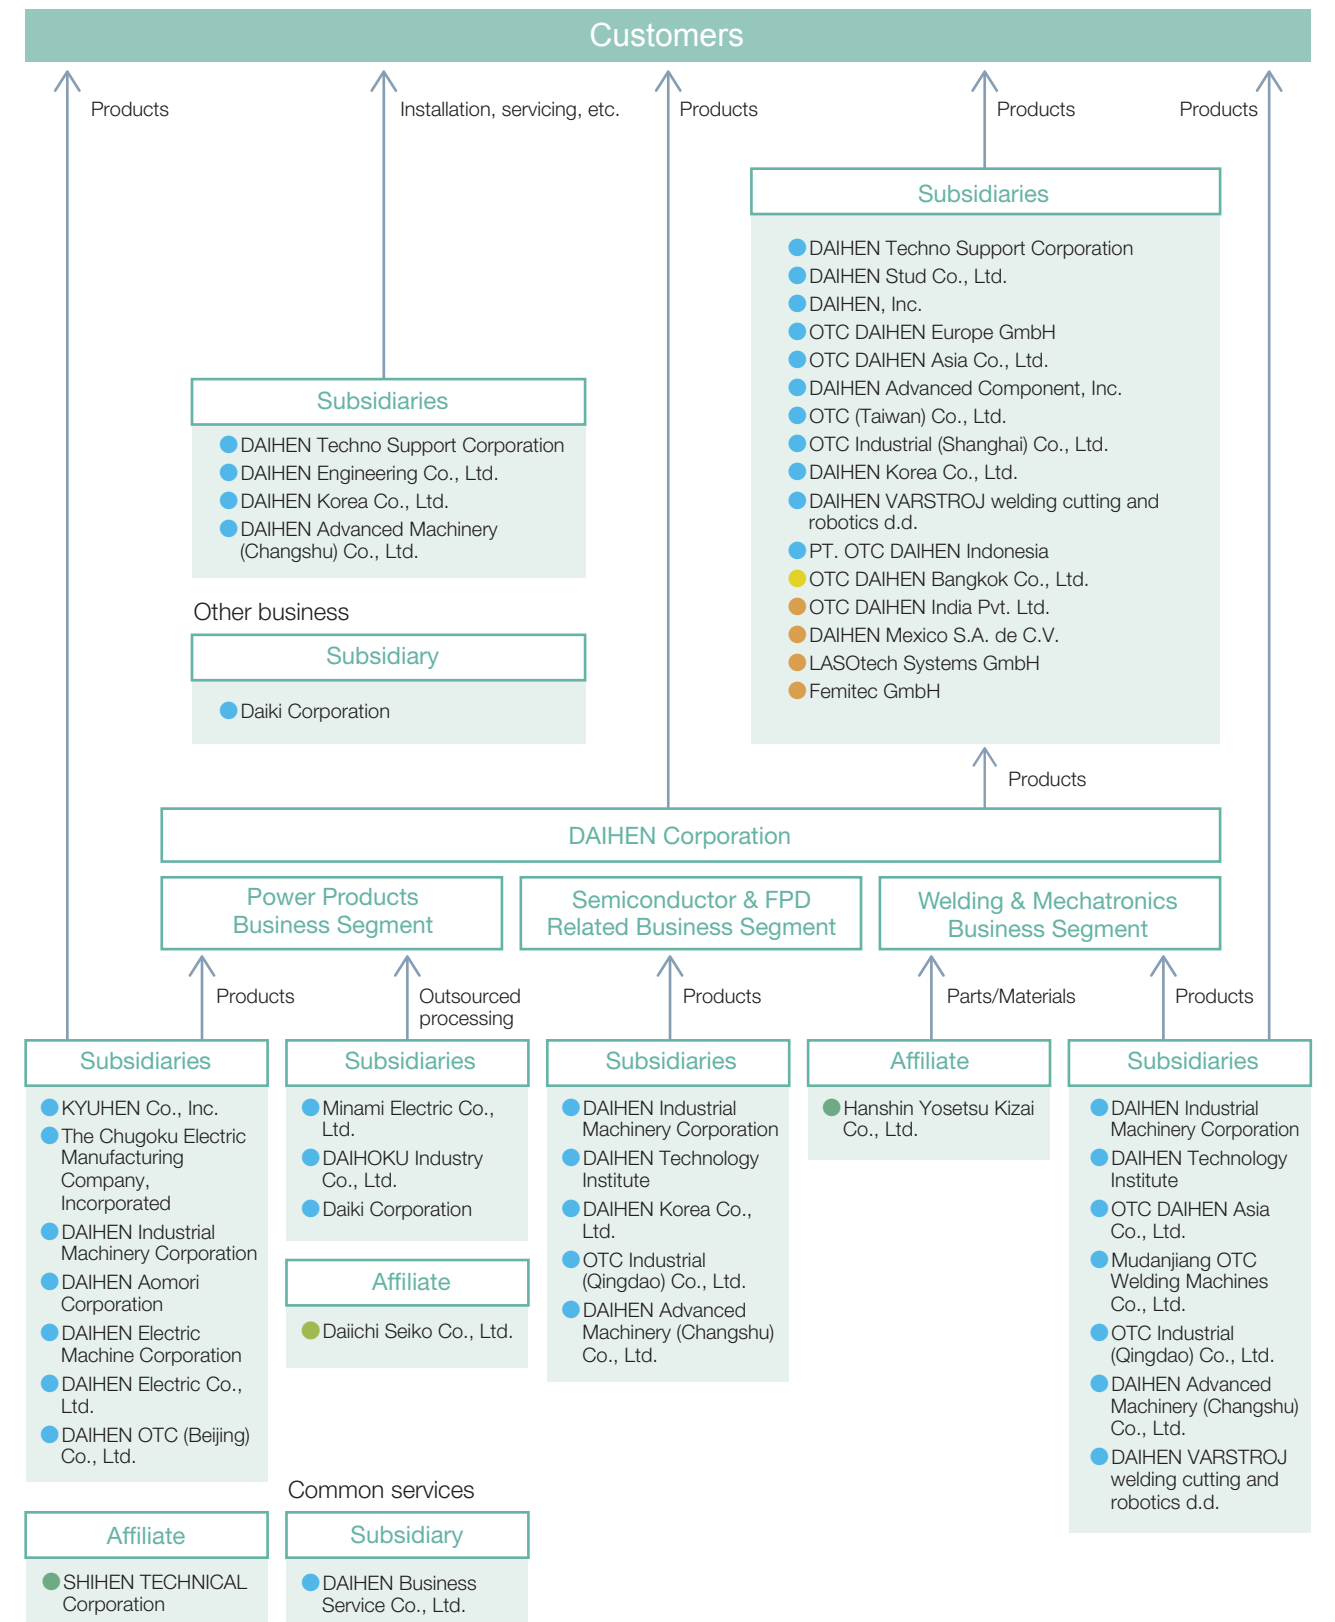 Customers
Products
Installation, servicing, etc.
Products
Products
Products
Subsidiaries
DAIHEN Techno Support Corporation
DAIHEN Stud Co., Ltd.
DAIHEN, Inc.
OTC DAIHEN Europe GmbH
OTC DAIHEN Asia Co., Ltd.
DAIHEN Advanced Component, Inc.
OTC (Taiwan) Co., Ltd.
OTC Industrial (Shanghai) Co., Ltd.
DAIHEN Korea Co., Ltd.
DAIHEN VARSTROJ welding cutting and
robotics d.d.
PT. OTC DAIHEN Indonesia
OTC DAIHEN Bangkok Co., Ltd.
OTC DAIHEN India Pvt. Ltd.
DAIHEN Mexico S.A. de C.V.
LASOtech Systems GmbH
Femitec GmbH
Subsidiaries
DAIHEN Techno Support Corporation
DAIHEN Engineering Co., Ltd.
DAIHEN Korea Co., Ltd.
DAIHEN Advanced Machinery
(Changshu) Co., Ltd.
Other business
Subsidiary
Daiki Corporation
Products
DAIHEN Corporation
Power Products
Business Segment
Semiconductor & FPD
Related Business Segment
Welding & Mechatronics
Business Segment
Products
Outsourced
processing
Products
Parts/Materials
Products
Subsidiaries
KYUHEN Co., Inc.
The Chugoku Electric
Manufacturing
Company,
Incorporated
DAIHEN Industrial
Machinery Corporation
DAIHEN Aomori
Corporation
DAIHEN Electric
Machine Corporation
DAIHEN Electric Co.,
Ltd.
DAIHEN OTC (Beijing)
Co., Ltd.
Affiliate
SHIHEN TECHNICAL
Corporation
Subsidiaries
Minami Electric Co.,
Ltd.
DAIHOKU Industry
Co., Ltd.
Daiki Corporation
Affiliate
Daiichi Seiko Co., Ltd.
Common services
Subsidiary
DAIHEN Business
Service Co., Ltd.
Subsidiaries
DAIHEN Industrial
Machinery Corporation
DAIHEN Technology
Institute
DAIHEN Korea Co.,
Ltd.
OTC Industrial
(Qingdao) Co., Ltd.
DAIHEN Advanced
Machinery (Changshu)
Co., Ltd.
Affiliate
Hanshin Yosetsu Kizai
Co., Ltd.
Subsidiaries
DAIHEN Industrial
Machinery Corporation
DAIHEN Technology
Institute
OTC DAIHEN Asia
Co., Ltd.
Mudanjiang OTC
Welding Machines
Co., Ltd.
OTC Industrial
(Qingdao) Co., Ltd.
DAIHEN Advanced
Machinery (Changshu)
Co., Ltd.
DAIHEN VARSTROJ
welding cutting and
robotics d.d.